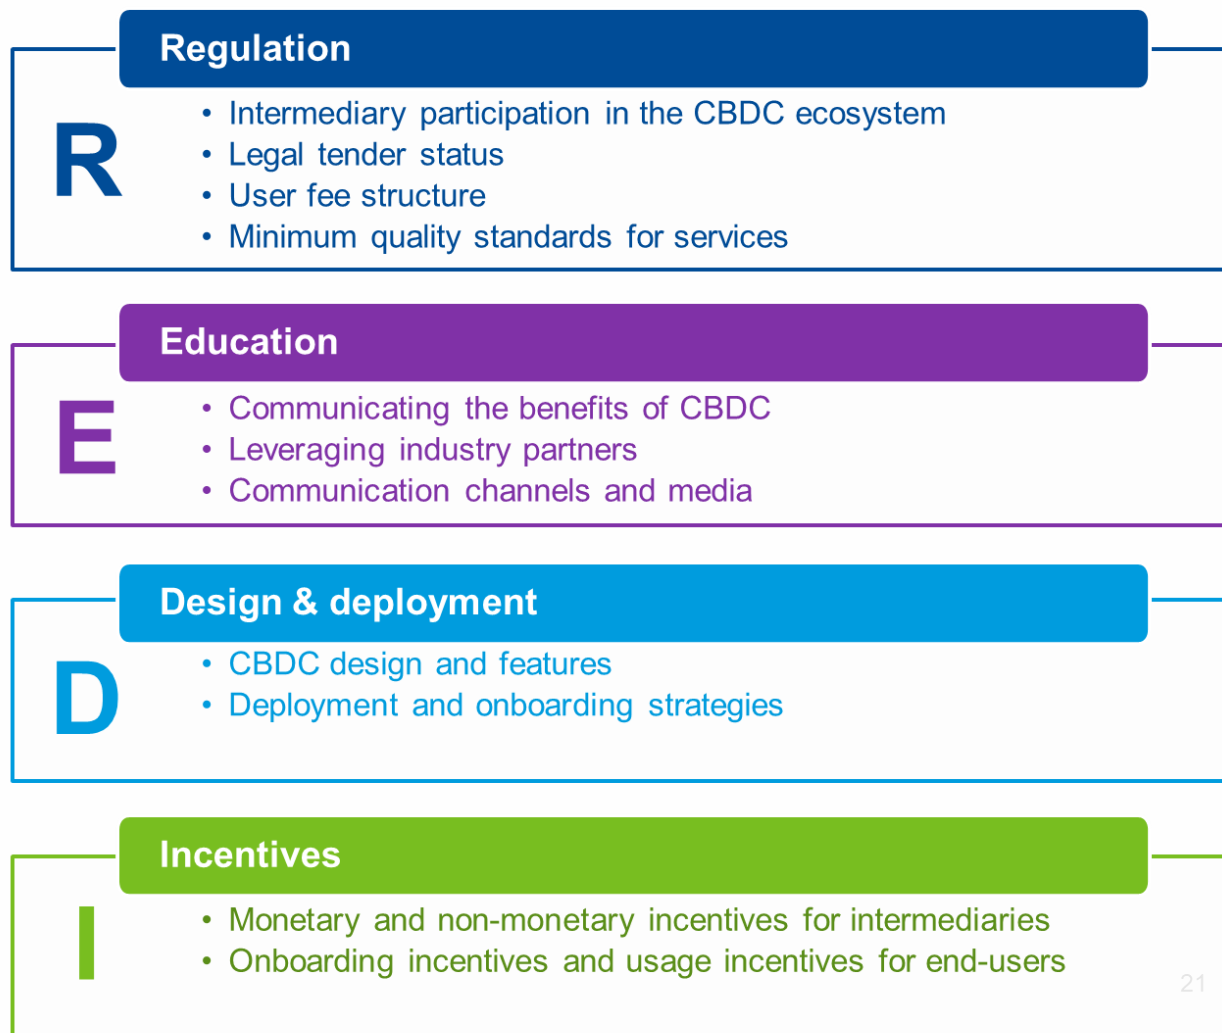 Regulation
R
• Intermediary participation in the CBDC ecosystem
• Legal tender status
• User fee structure
• Minimum quality standards for services
Education
E
• Communicating the benefits of CBDC
• Leveraging industry partners
• Communication channels and media
Design & deployment
D
• CBDC design and features
• Deployment and onboarding strategies
Incentives
I
• Monetary and non-monetary incentives for intermediaries
• Onboarding incentives and usage incentives for end-users
21